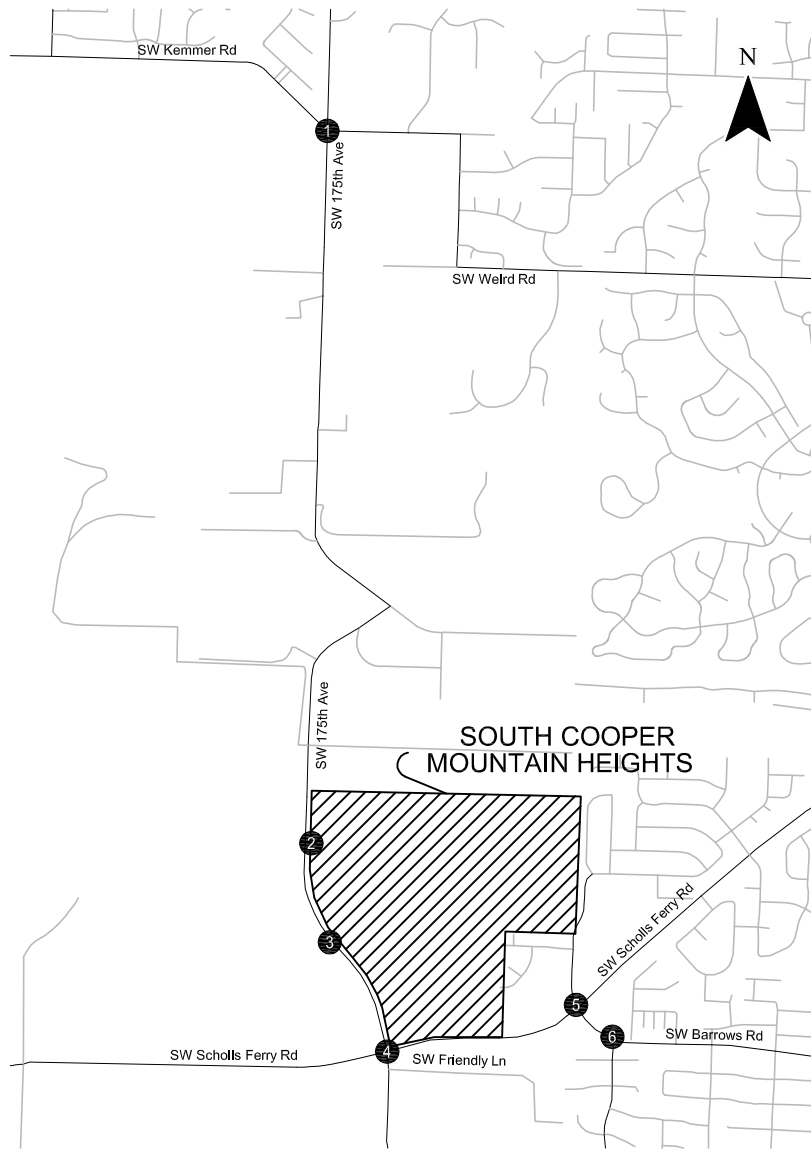 SW Kemmer Rd
N
1
SW 175th Ave
SW Weird Rd
SW 175th Ave
SOUTH COOPER
MOUNTAIN HEIGHTS
2
3
SW Scholls Ferry Rd
5
6
SW Barrows Rd
4
SW Scholls Ferry Rd
SW Friendly Ln